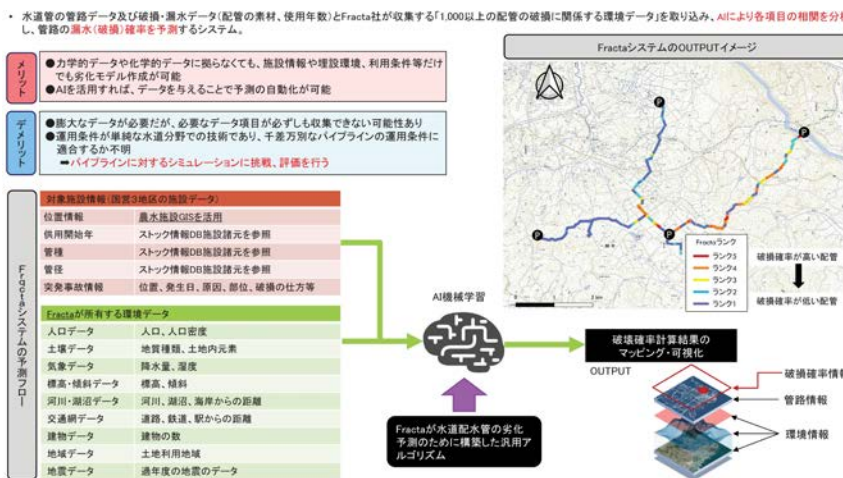 ・ 水道管の管路データ及び破損・漏水データ(配管の素材、使用年数)とFracta社が収集する「1,000以上の配管の破損に関係する環境データ」を取り込み、AIにより各項目の相関を分析
し、管路の漏水(破損)確率を予測するシステム。
メリット
●力学的データや化学的データに拠らなくても、施設情報や埋設環境、利用条件等だけ
でも劣化モデル作成が可能
●AIを活用すれば、データを与えることで予測の自動化が可能
デメリット
●膨大なデータが必要だが、必要なデータ項目が必ずしも収集できない可能性あり
●運用条件が単純な水道分野での技術であり、千差万別なパイプラインの運用条件に
適合するか不明
➡パイプラインに対するシミュレーションに挑戦、評価を行う
FractaシステムのOUTPUTイメージ
P
P
P
P
Fractaランク
ランク5
ランク4
ランク3
ランク2
ランク1
破損確率が高い配管
破損確率が低い配管
Fractaシステムの予測フロー
対象施設情報(国営3地区の施設データ)
位置情報 農水施設GISを活用
供用開始年 ストック情報DB施設諸元を参照
管種 ストック情報DB施設諸元を参照
管径 ストック情報DB施設諸元を参照
突発事故情報 位置、発生日、原因、部位、破損の仕方等
Fractaが所有する環境データ
人口データ 人口、人口密度
土壌データ 地質種類、土地内元素
気象データ 降水量、湿度
標高・傾斜データ 標高、傾斜
河川・湖沼データ 河川、湖沼、海岸からの距離
交通網データ 道路、鉄道、駅からの距離
建物データ 建物の数
地域データ 土地利用地域
地震データ 過年度の地震のデータ
AI機械学習
Fractaが水道配水管の劣化
予測のために構築した汎用ア
ルゴリズム
破壊確率計算結果の
マッピング・可視化
OUTPUT
破損確率情報
管路情報
環境情報